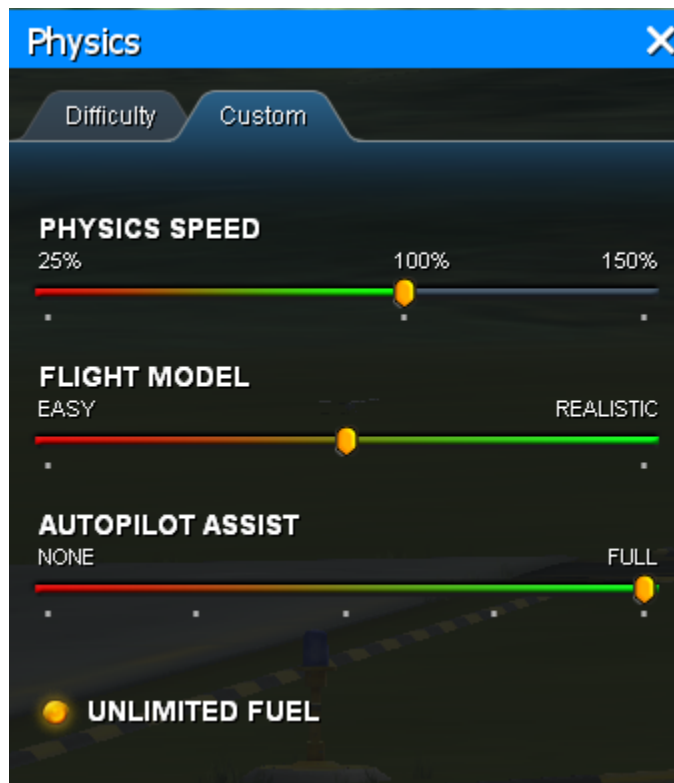 Physics
Difficulty Custom
PHYSICS SPEED
25% 100% 150%
FLIGHT MODEL
EASY REALISTIC
AUTOPILOT ASSIST
NONE FULL
UNLIMITED FUEL